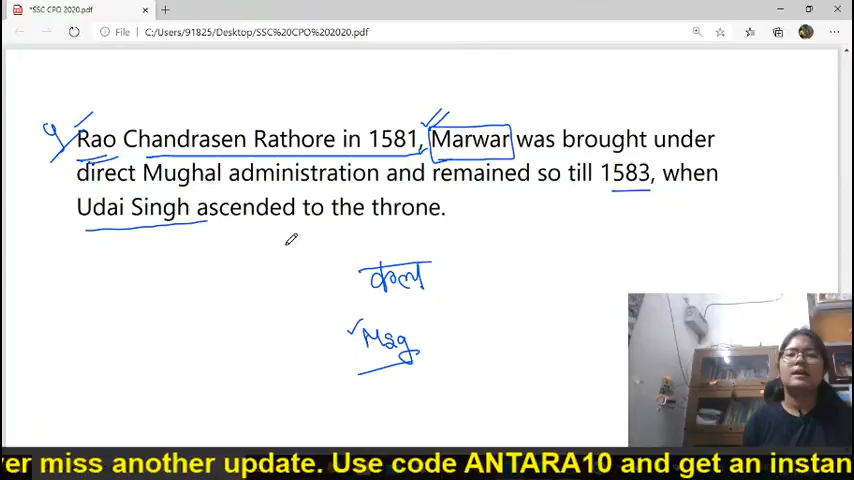 *SSC CPO 2020.pdf
File | C:/Users/91825/Desktop/SSC%20CPO%202020.pdf
Rao Chandrasen Rathore in 1581, Marwar was brought under
direct Mughal administration and remained so till 1583, when
Udai Singh ascended to the throne.
कला
Msg
er miss another update. Use code ANTARA10 and get an instan